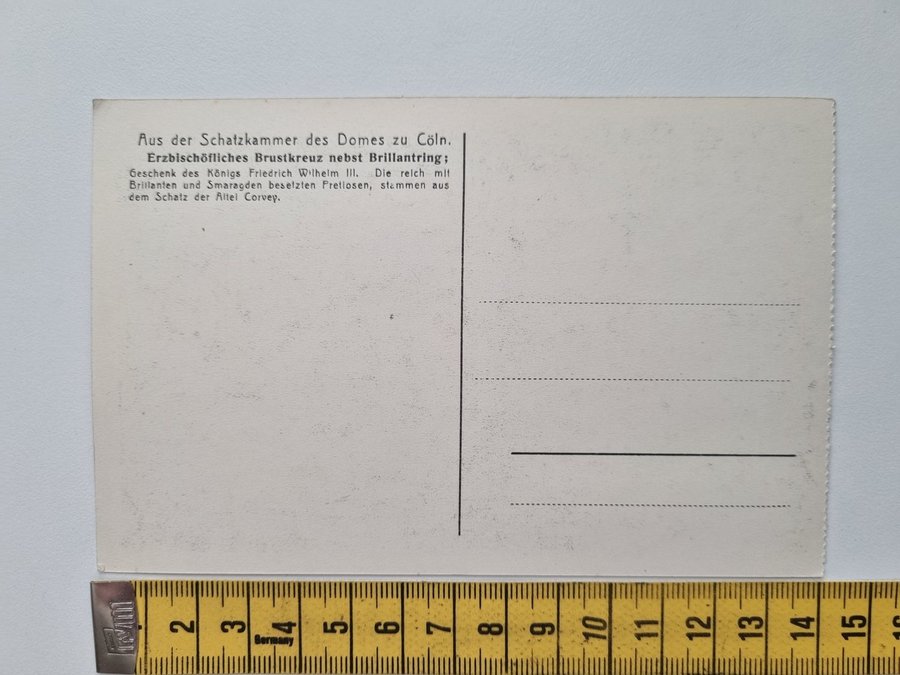 Aus der Schatzkammer des Domes zu Cöln.
Erzbischöfliches Brustkreuz nebst Brillantring;
Geschenk des Königs Friedrich Wilhelm III. Die reich mit
Brillanten und Smaragden besetzten Pretiosen, stammen aus
dem Schatz der Abtei Corvey.
Prym
2 3 4 5 6 7 8 9 10 11 12 13 14 15
Germany